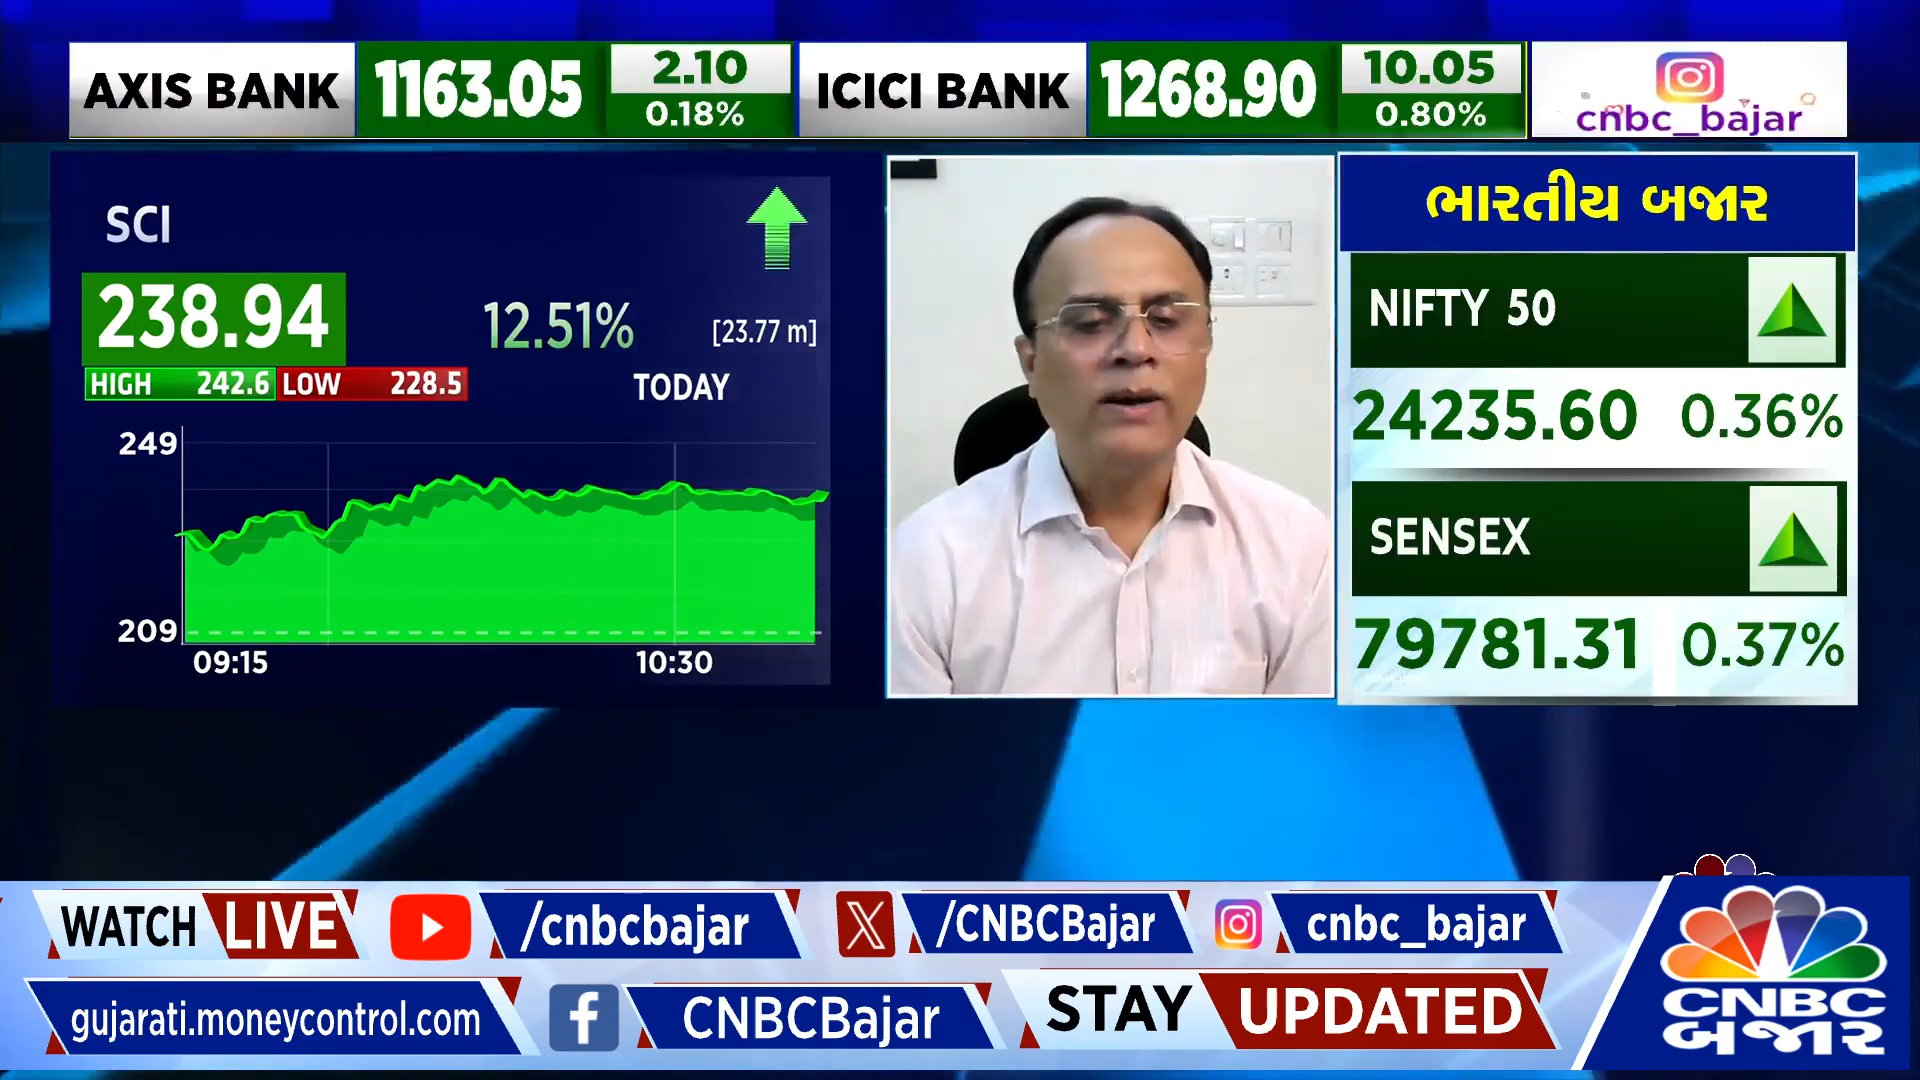 AXIS BANK 1163.05 2.10 0.18% ICICI BANK 1268.90 10.05 0.80%
cnbc_bajar
SCI
238.94 12.51% [23.77 m]
HIGH 242.6 LOW 228.5 TODAY
249
209
09:15 10:30
ભારતીય બજાર
NIFTY 50
24235.60 0.36%
SENSEX
79781.31 0.37%
WATCH LIVE /cnbcbajar /CNBCBajar cnbc_bajar
gujarati.moneycontrol.com CNBCBajar STAY UPDATED
CNBC
બજાર